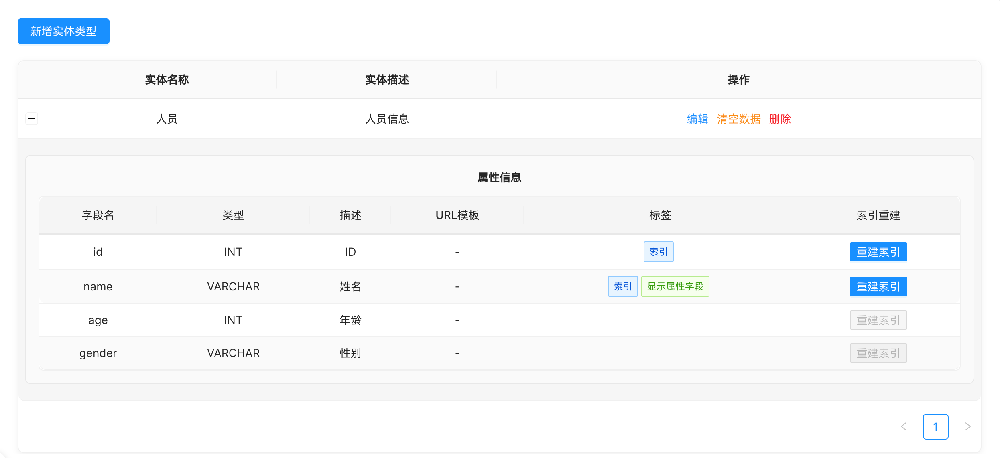 新增实体类型
实体名称 实体描述 操作
人员 人员信息 编辑 清空数据 删除
属性信息
字段名 类型 描述 URL模板 标签 索引重建
id INT ID - 索引 重建索引
name VARCHAR 姓名 - 索引 显示属性字段 重建索引
age INT 年龄 - 重建索引
gender VARCHAR 性别 - 重建索引
1